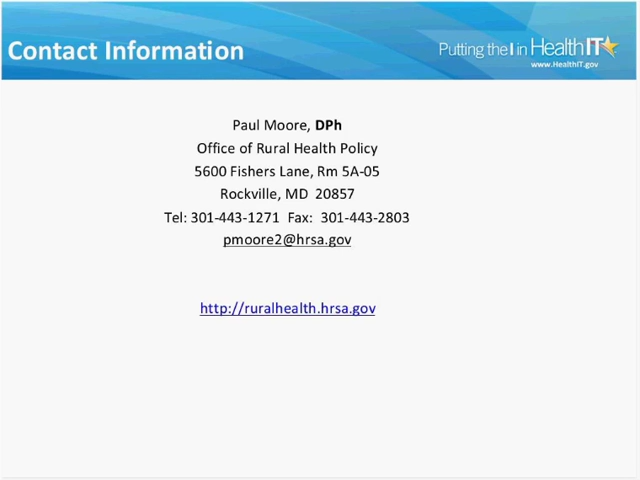 Contact Information
Putting the I in Health IT
www.HealthIT.gov
Paul Moore, DPh
Office of Rural Health Policy
5600 Fishers Lane, Rm 5A-05
Rockville, MD 20857
Tel: 301-443-1271 Fax: 301-443-2803
pmoore2@hrsa.gov
http://ruralhealth.hrsa.gov